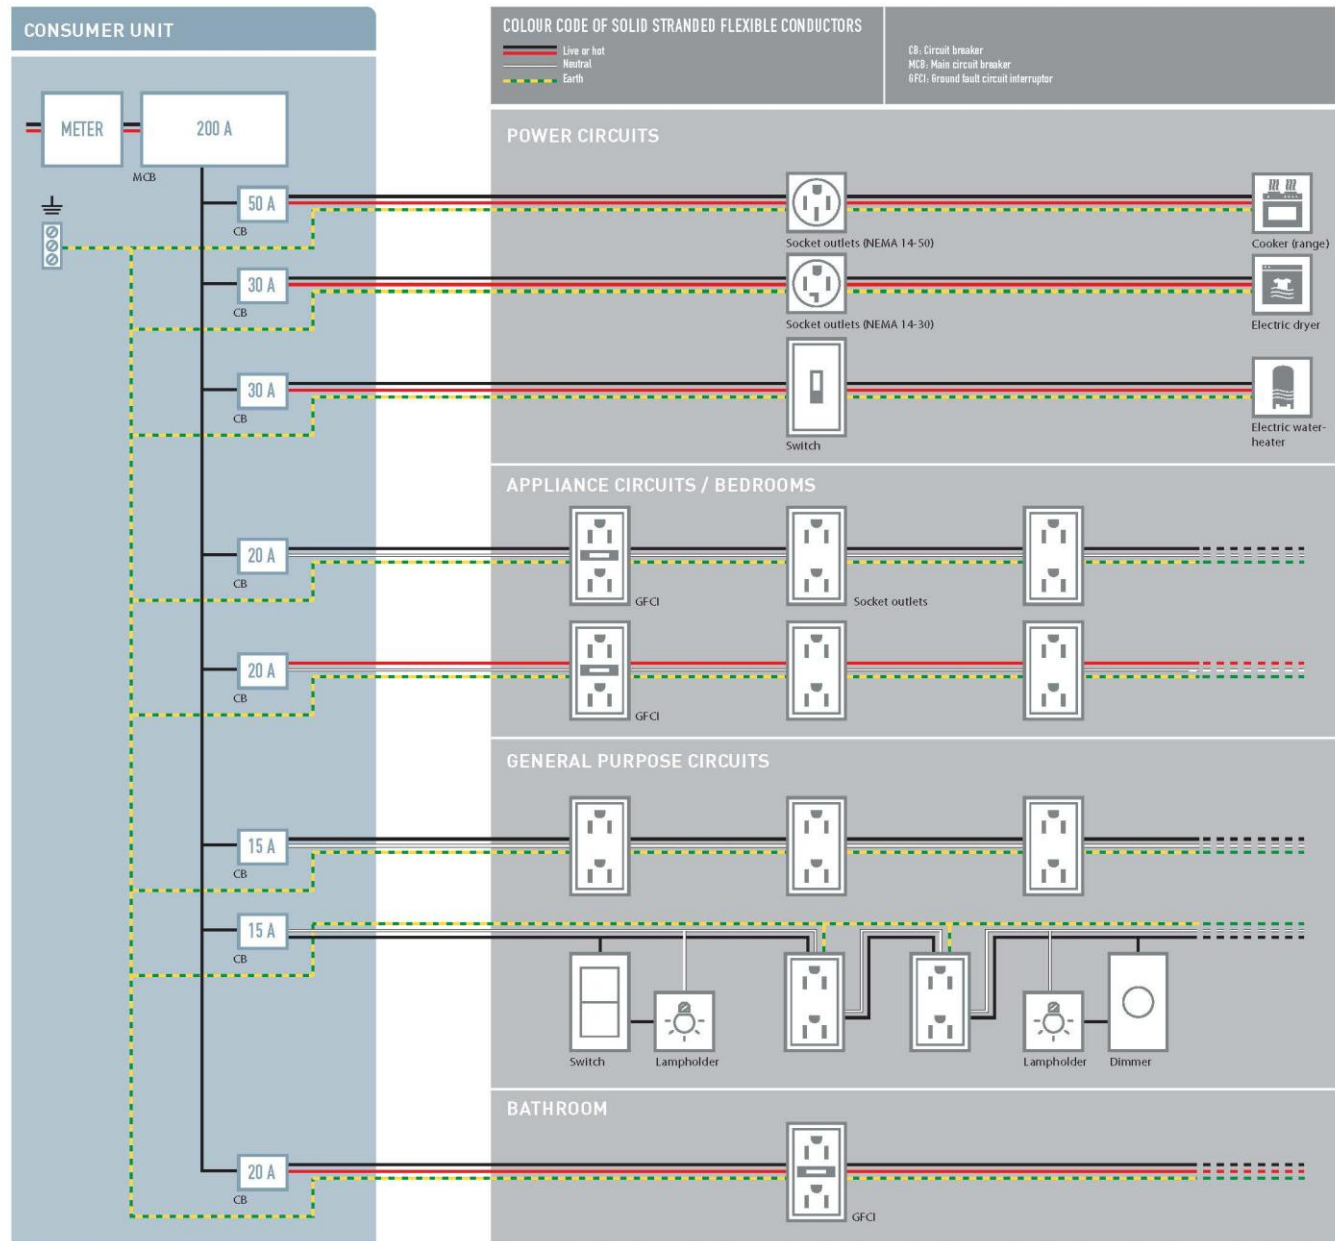 CONSUMER UNIT
COLOUR CODE OF SOLID STRANDED FLEXIBLE CONDUCTORS
Live or hot
Neutral
Earth
CB: Circuit breaker
MCB: Main circuit breaker
GFCI: Ground fault circuit interruptor
METER
200 A
MCB
POWER CIRCUITS
50 A
CB
Socket outlets (NEMA 14-50)
Cooker (range)
30 A
CB
Socket outlets (NEMA 14-30)
Electric dryer
30 A
CB
Switch
Electric water-
heater
APPLIANCE CIRCUITS / BEDROOMS
20 A
CB
GFCI
Socket outlets
20 A
CB
GFCI
GENERAL PURPOSE CIRCUITS
15 A
CB
15 A
CB
Switch
Lampholder
Lampholder
Dimmer
BATHROOM
20 A
CB
GFCI